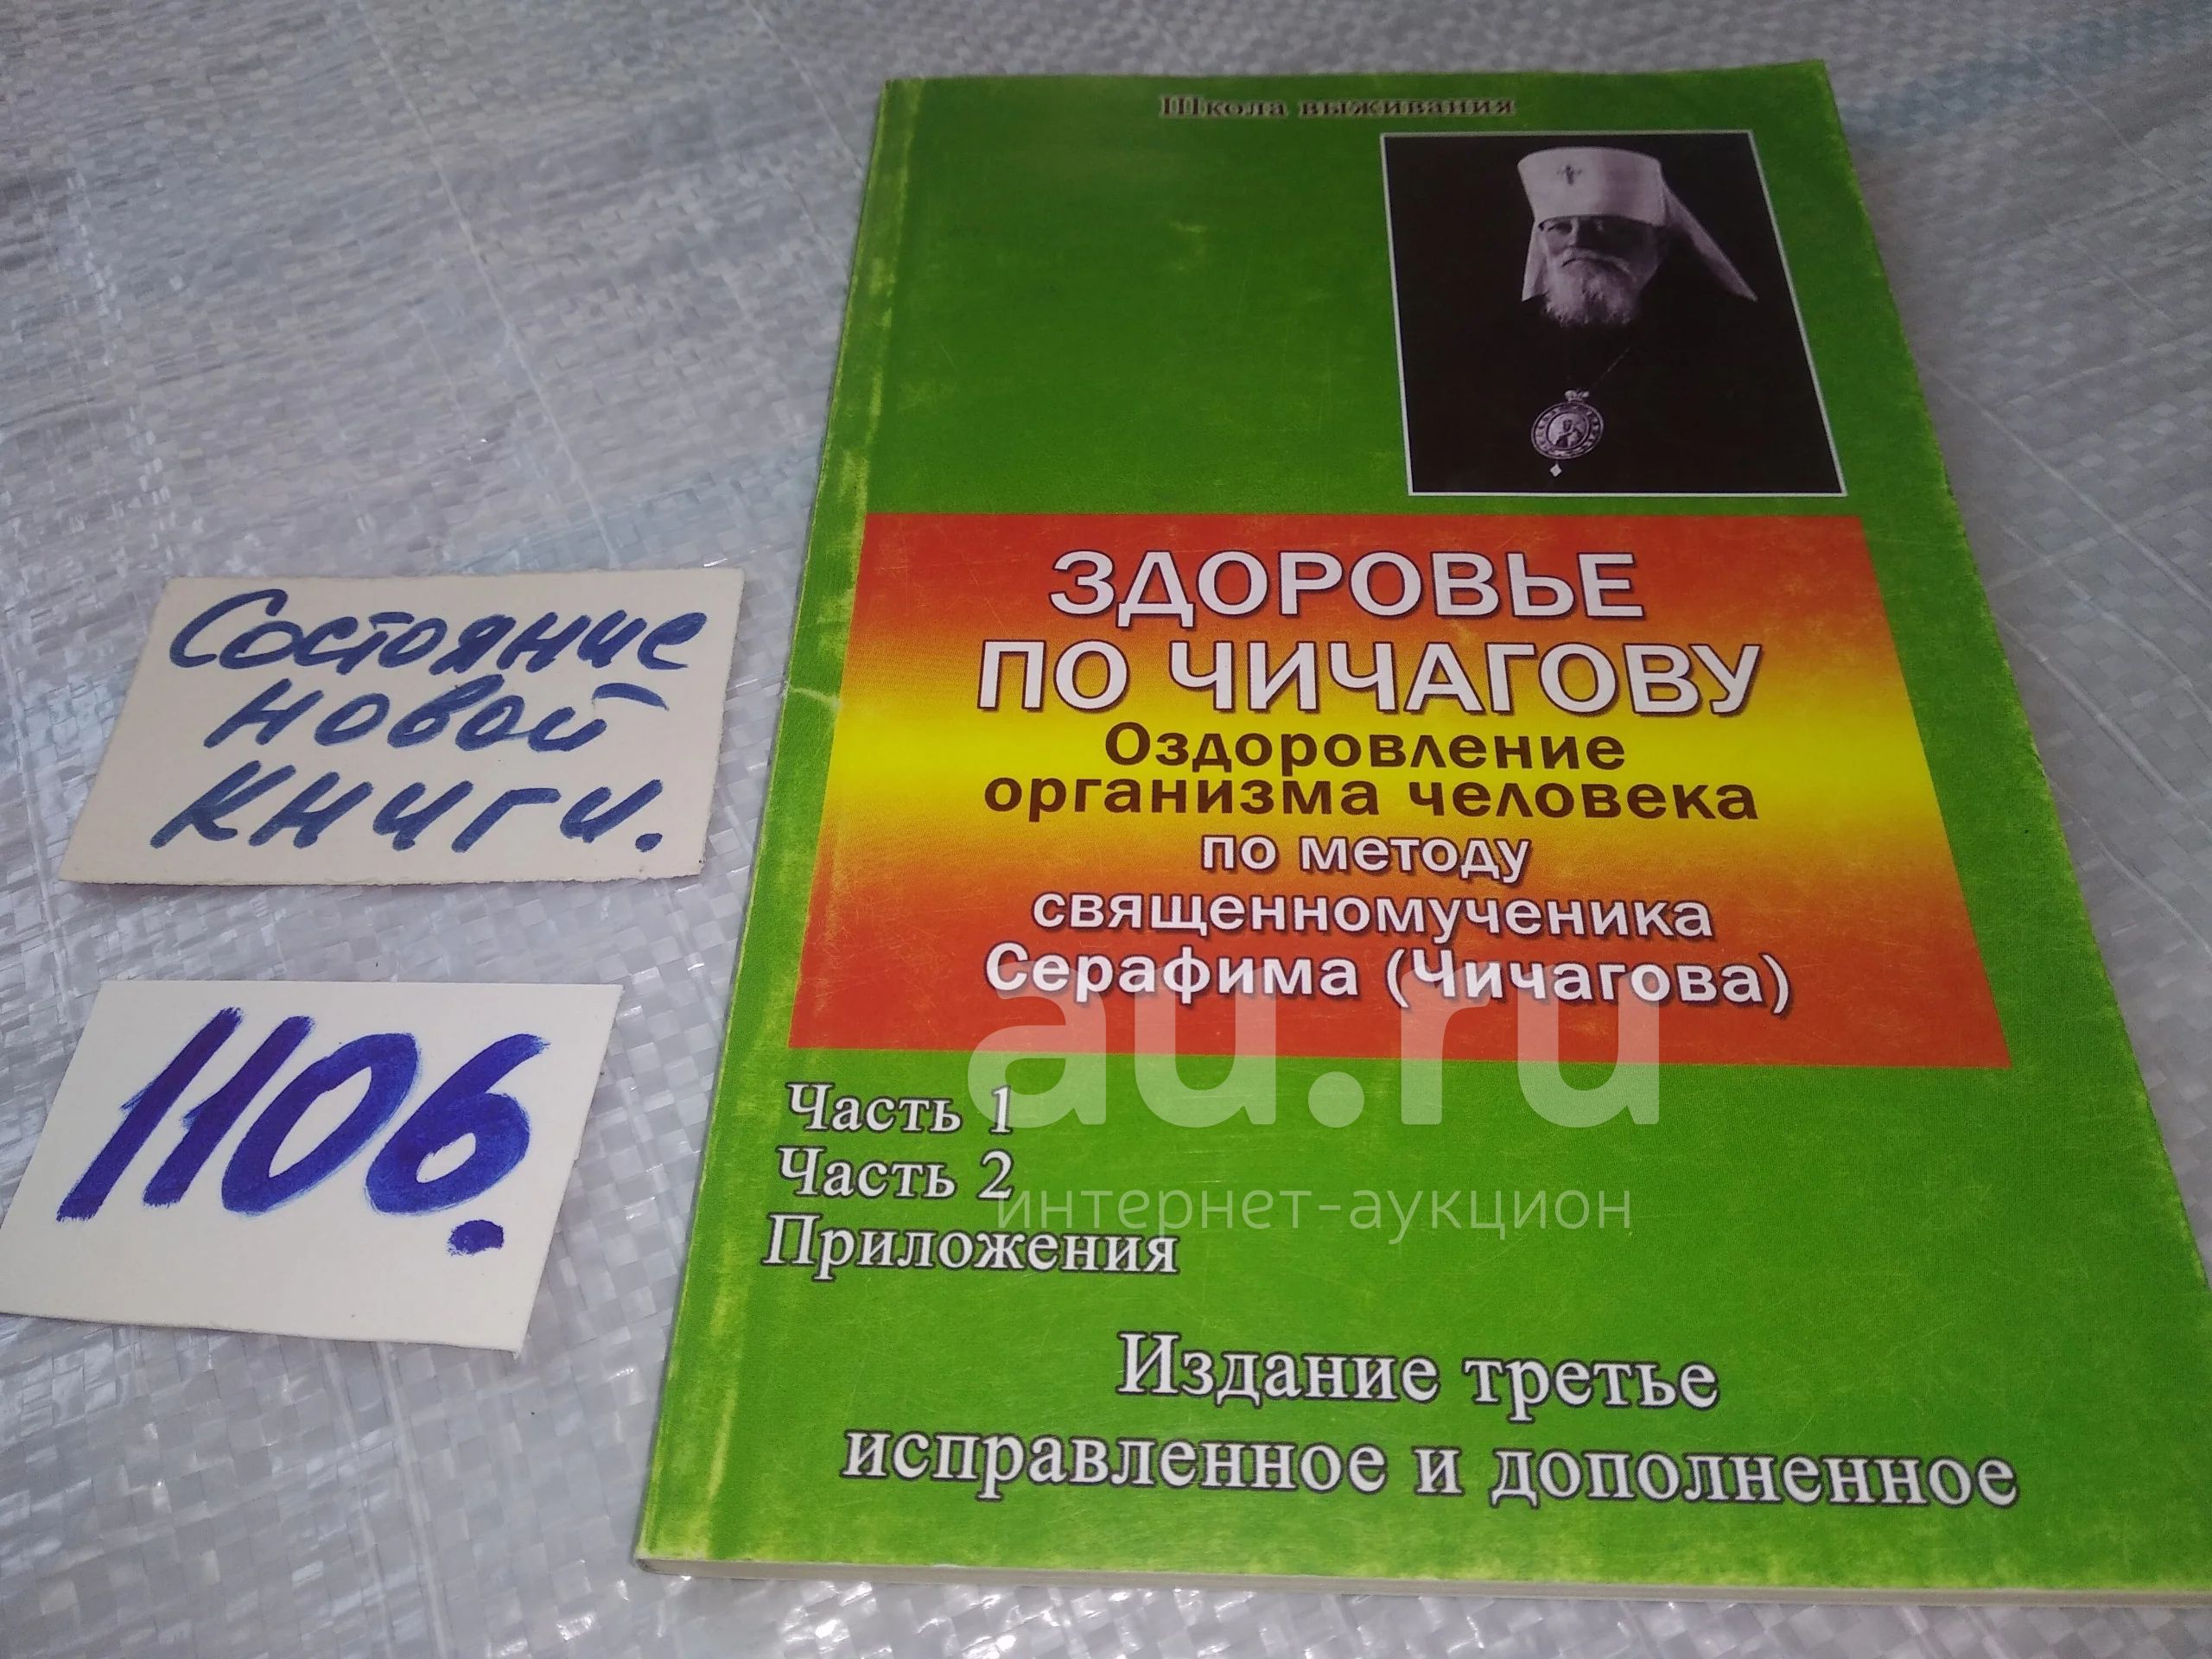 Школа выживания
ЗДОРОВЬЕ
ПО ЧИЧАГОВУ
Оздоровление
организма человека
по методу
священномученика
Серафима (Чичагова)
Часть 1
Часть 2
Приложения
Издание третье
исправленное и дополненное
Состояние
новой
книги.
1106.
au.ru
интернет-аукцион